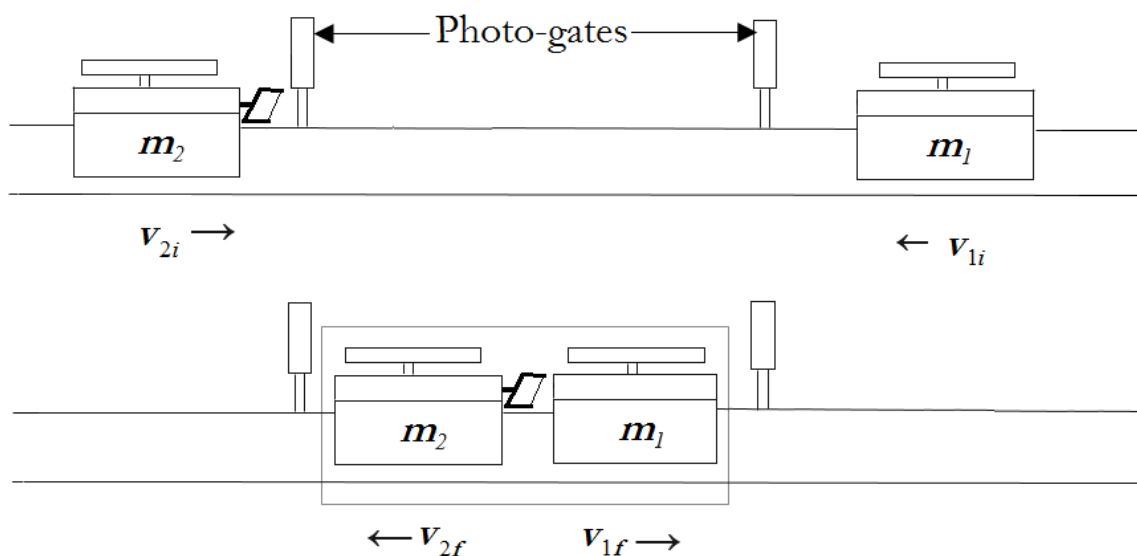 Photo-gates
m₂
m₁
v₂ᵢ →
← v₁ᵢ
m₂
m₁
← v₂f
v₁f →